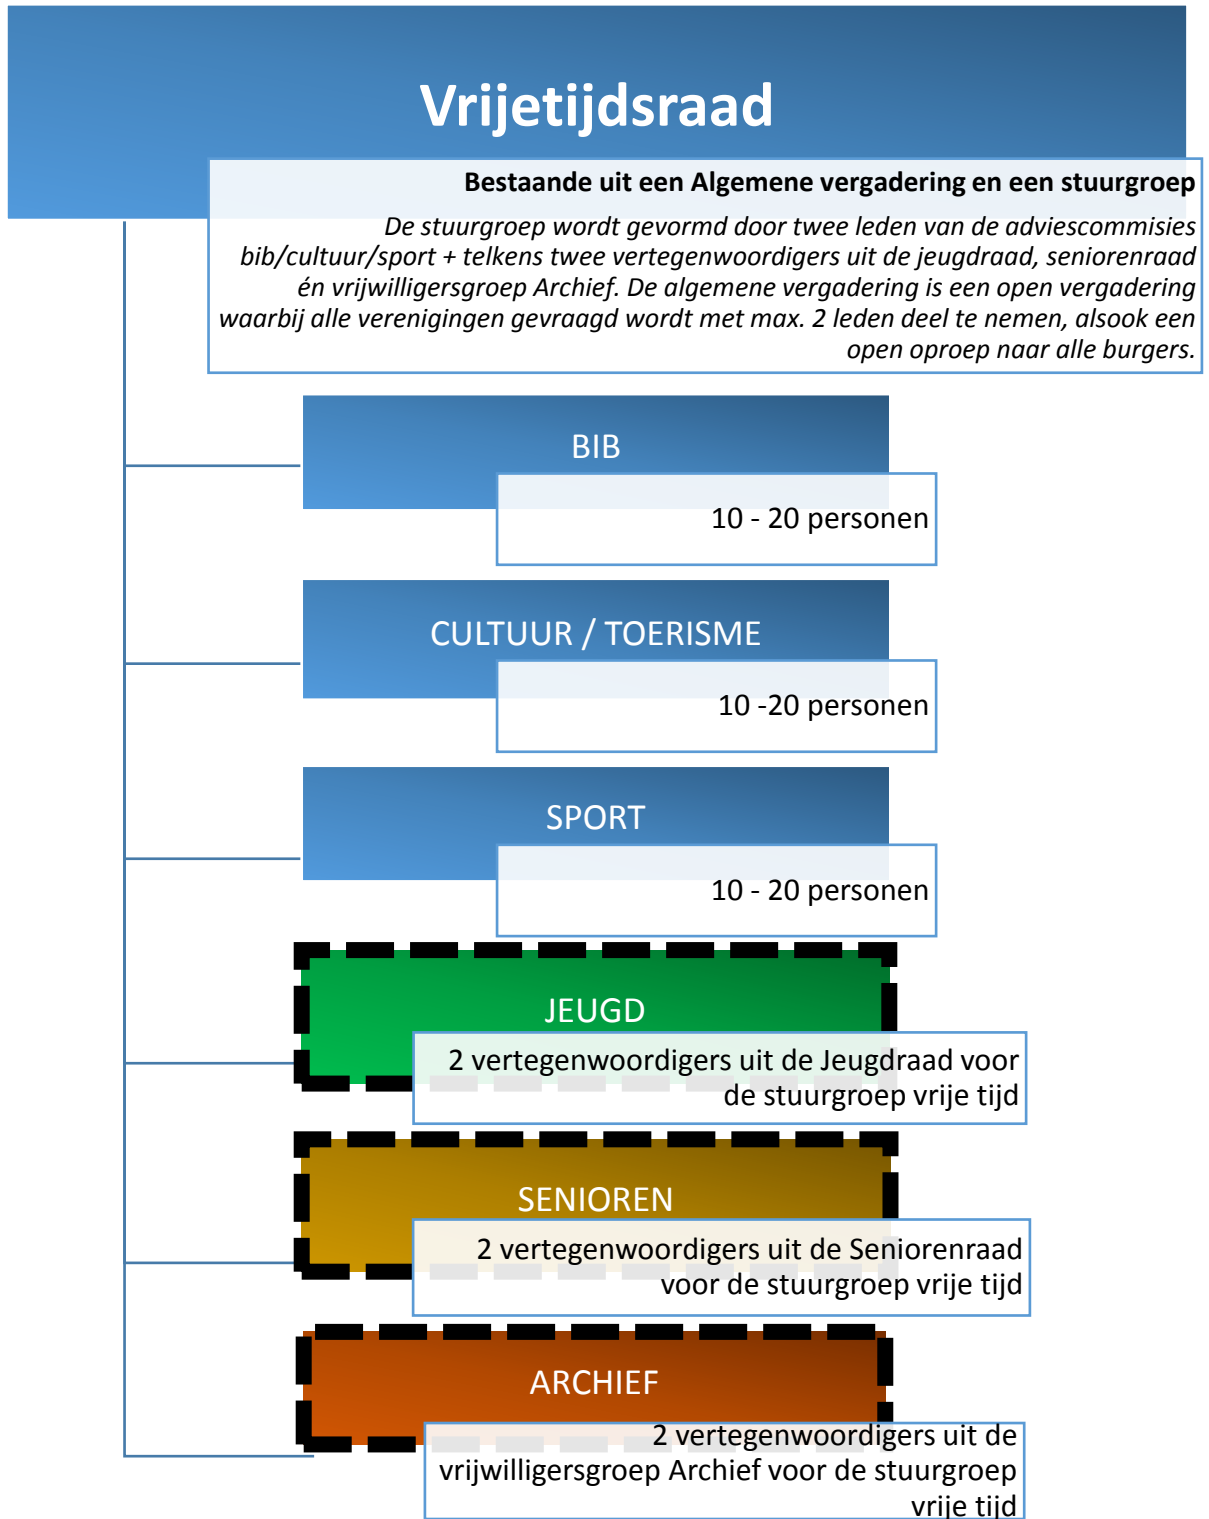 Vrijetijdsraad
Bestaande uit een Algemene vergadering en een stuurgroep
De stuurgroep wordt gevormd door twee leden van de adviescommisies
bib/cultuur/sport + telkens twee vertegenwoordigers uit de jeugdraad, seniorenraad
én vrijwilligersgroep Archief. De algemene vergadering is een open vergadering
waarbij alle verenigingen gevraagd wordt met max. 2 leden deel te nemen, alsook een
open oproep naar alle burgers.
BIB
10 - 20 personen
CULTUUR / TOERISME
10 -20 personen
SPORT
10 - 20 personen
JEUGD
2 vertegenwoordigers uit de Jeugdraad voor
de stuurgroep vrije tijd
SENIOREN
2 vertegenwoordigers uit de Seniorenraad
voor de stuurgroep vrije tijd
ARCHIEF
2 vertegenwoordigers uit de
vrijwilligersgroep Archief voor de stuurgroep
vrije tijd